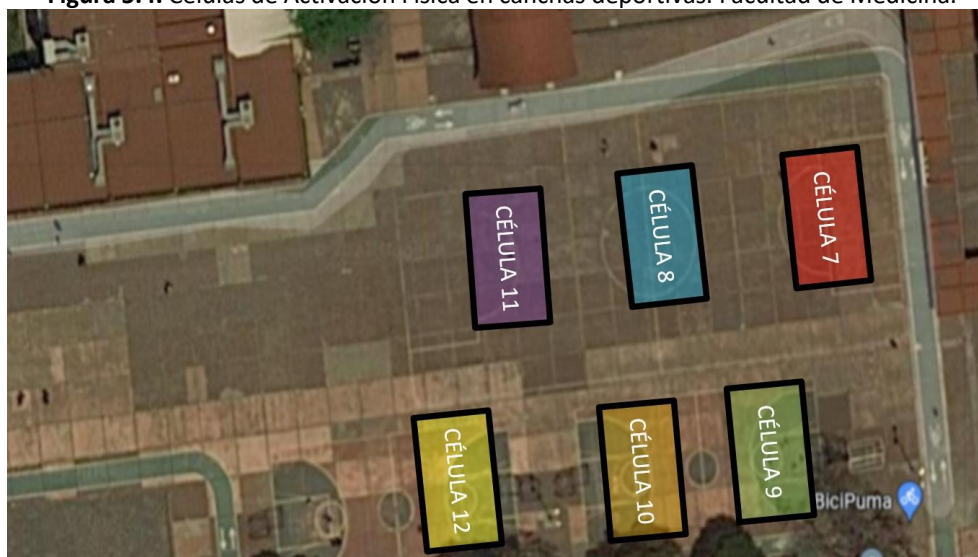 Figura 3.4. Células de Activación Física en canchas deportivas. Facultad de Medicina.
CÉLULA 11
CÉLULA 8
CÉLULA 7
CÉLULA 12
CÉLULA 10
CÉLULA 9
BiciPuma